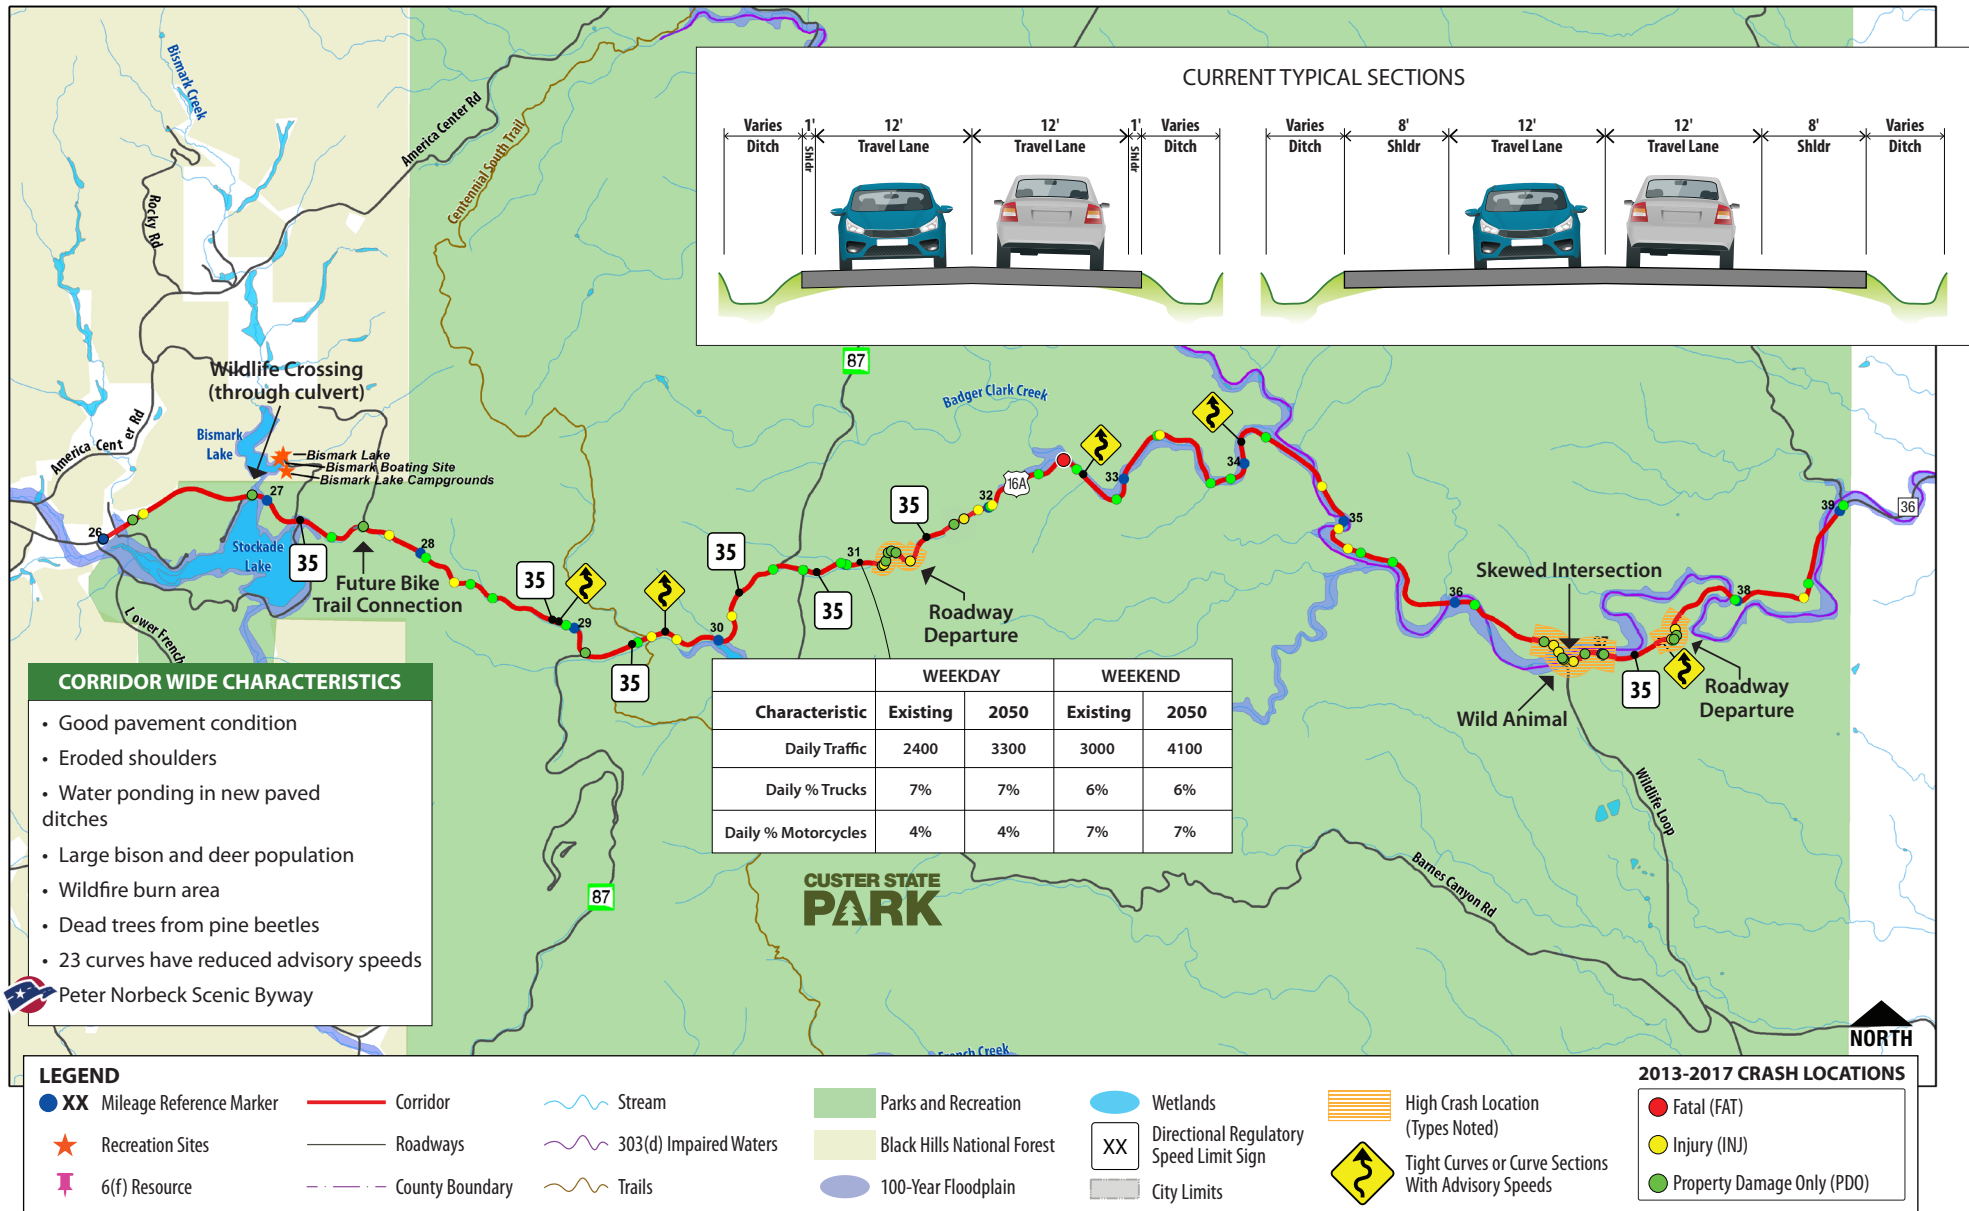 Bismark Creek
America Center Rd
Centennial South Trail
Rocky Rd
CURRENT TYPICAL SECTIONS
Varies 1' 12' 12' 1' Varies
Ditch Shldr Travel Lane Travel Lane Shldr Ditch
Varies 8' 12' 12' 8' Varies
Ditch Shldr Travel Lane Travel Lane Shldr Ditch
87
Wildlife Crossing
(through culvert)
America Center Rd
Bismark
Lake
Bismark Lake
Bismark Boating Site
Bismark Lake Campgrounds
Badger Clark Creek
16A
26
27
28
29
30
31
32
33
34
35
36
37
38
39
36
Stockade
Lake
35
Future Bike
Trail Connection
35
35
35
35
35
Roadway
Departure
Skewed Intersection
Wild Animal
35
Roadway
Departure
Lower French
Wildlife Loop
Barnes Canyon Rd
87
French Creek
CUSTER STATE
PARK
WEEKDAY WEEKEND
Characteristic Existing 2050 Existing 2050
Daily Traffic 2400 3300 3000 4100
Daily % Trucks 7% 7% 6% 6%
Daily % Motorcycles 4% 4% 7% 7%
CORRIDOR WIDE CHARACTERISTICS
• Good pavement condition
• Eroded shoulders
• Water ponding in new paved
ditches
• Large bison and deer population
• Wildfire burn area
• Dead trees from pine beetles
• 23 curves have reduced advisory speeds
Peter Norbeck Scenic Byway
NORTH
LEGEND
XX Mileage Reference Marker
Recreation Sites
6(f) Resource
Corridor
Roadways
County Boundary
Stream
303(d) Impaired Waters
Trails
Parks and Recreation
Black Hills National Forest
100-Year Floodplain
Wetlands
XX Directional Regulatory
Speed Limit Sign
City Limits
High Crash Location
(Types Noted)
Tight Curves or Curve Sections
With Advisory Speeds
2013-2017 CRASH LOCATIONS
Fatal (FAT)
Injury (INJ)
Property Damage Only (PDO)